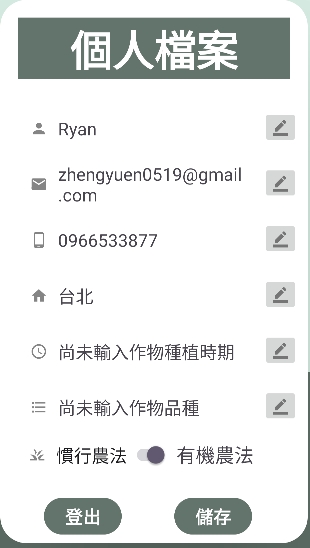 個人檔案
Ryan
zhengyuen0519@gmail
.com
0966533877
台北
尚未輸入作物種植時期
尚未輸入作物品種
慣行農法 有機農法
登出 儲存